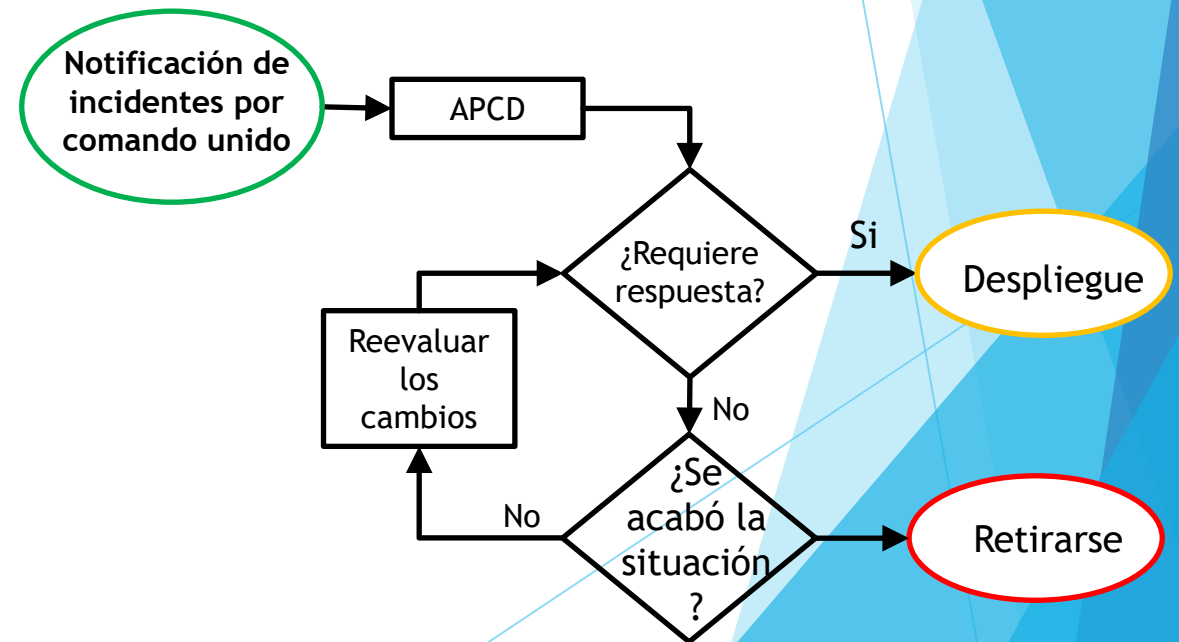 Notificación de
incidentes por
comando unido
APCD
¿Requiere
respuesta?
Si
Despliegue
Reevaluar
los
cambios
No
¿Se
acabó la
situación
?
No
Retirarse